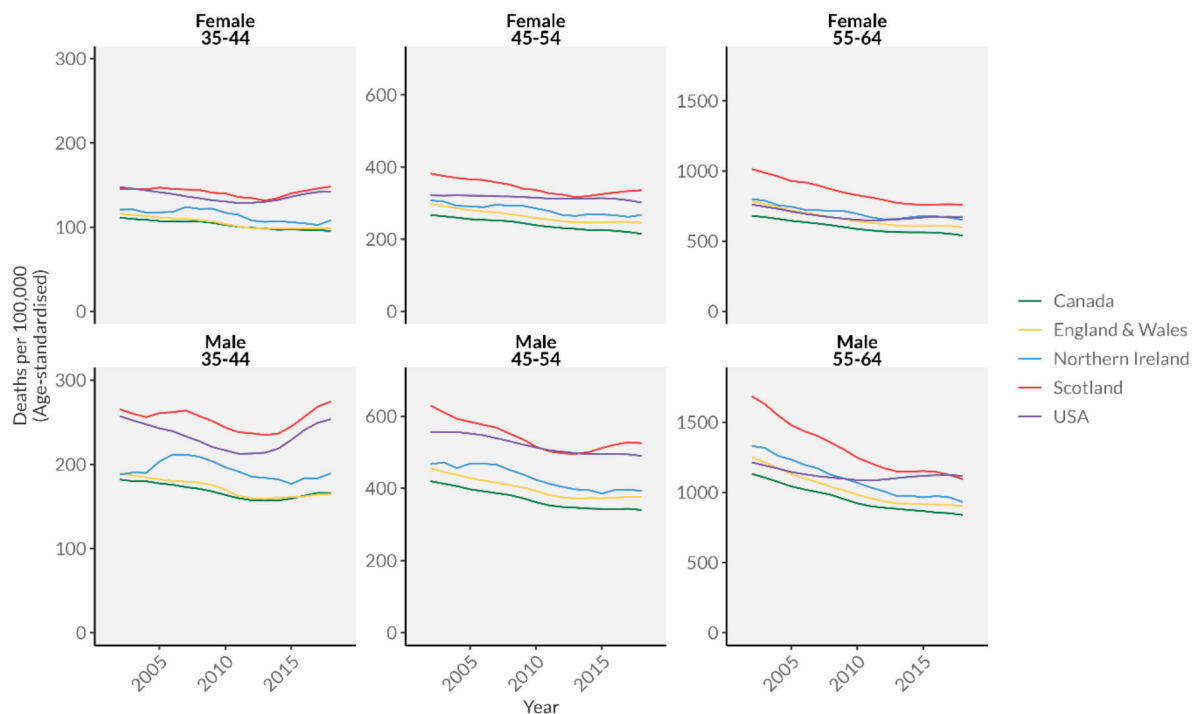 Female
35-44
Female
45-54
Female
55-64
300
200
100
0
600
400
200
0
1500
1000
500
0
Male
35-44
Male
45-54
Male
55-64
300
200
100
0
600
400
200
0
1500
1000
500
0
2005
2010
2015
2005
2010
2015
2005
2010
2015
Deaths per 100,000
(Age-standardised)
Year
Canada
England & Wales
Northern Ireland
Scotland
USA